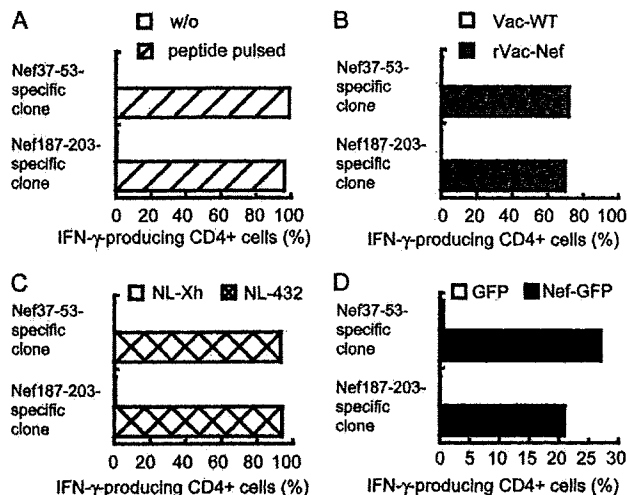 A
w/o
peptide pulsed
Nef37-53-
specific
clone
Nef187-203-
specific
clone
0 20 40 60 80 100
IFN-γ-producing CD4+ cells (%)
B
Vac-WT
rVac-Nef
Nef37-53-
specific
clone
Nef187-203-
specific
clone
0 20 40 60 80 100
IFN-γ-producing CD4+ cells (%)
C
NL-Xh NL-432
Nef37-53-
specific
clone
Nef187-203-
specific
clone
0 20 40 60 80 100
IFN-γ-producing CD4+ cells (%)
D
GFP Nef-GFP
Nef37-53-
specific
clone
Nef187-203-
specific
clone
0 5 10 15 20 25 30
IFN-γ-producing CD4+ cells (%)